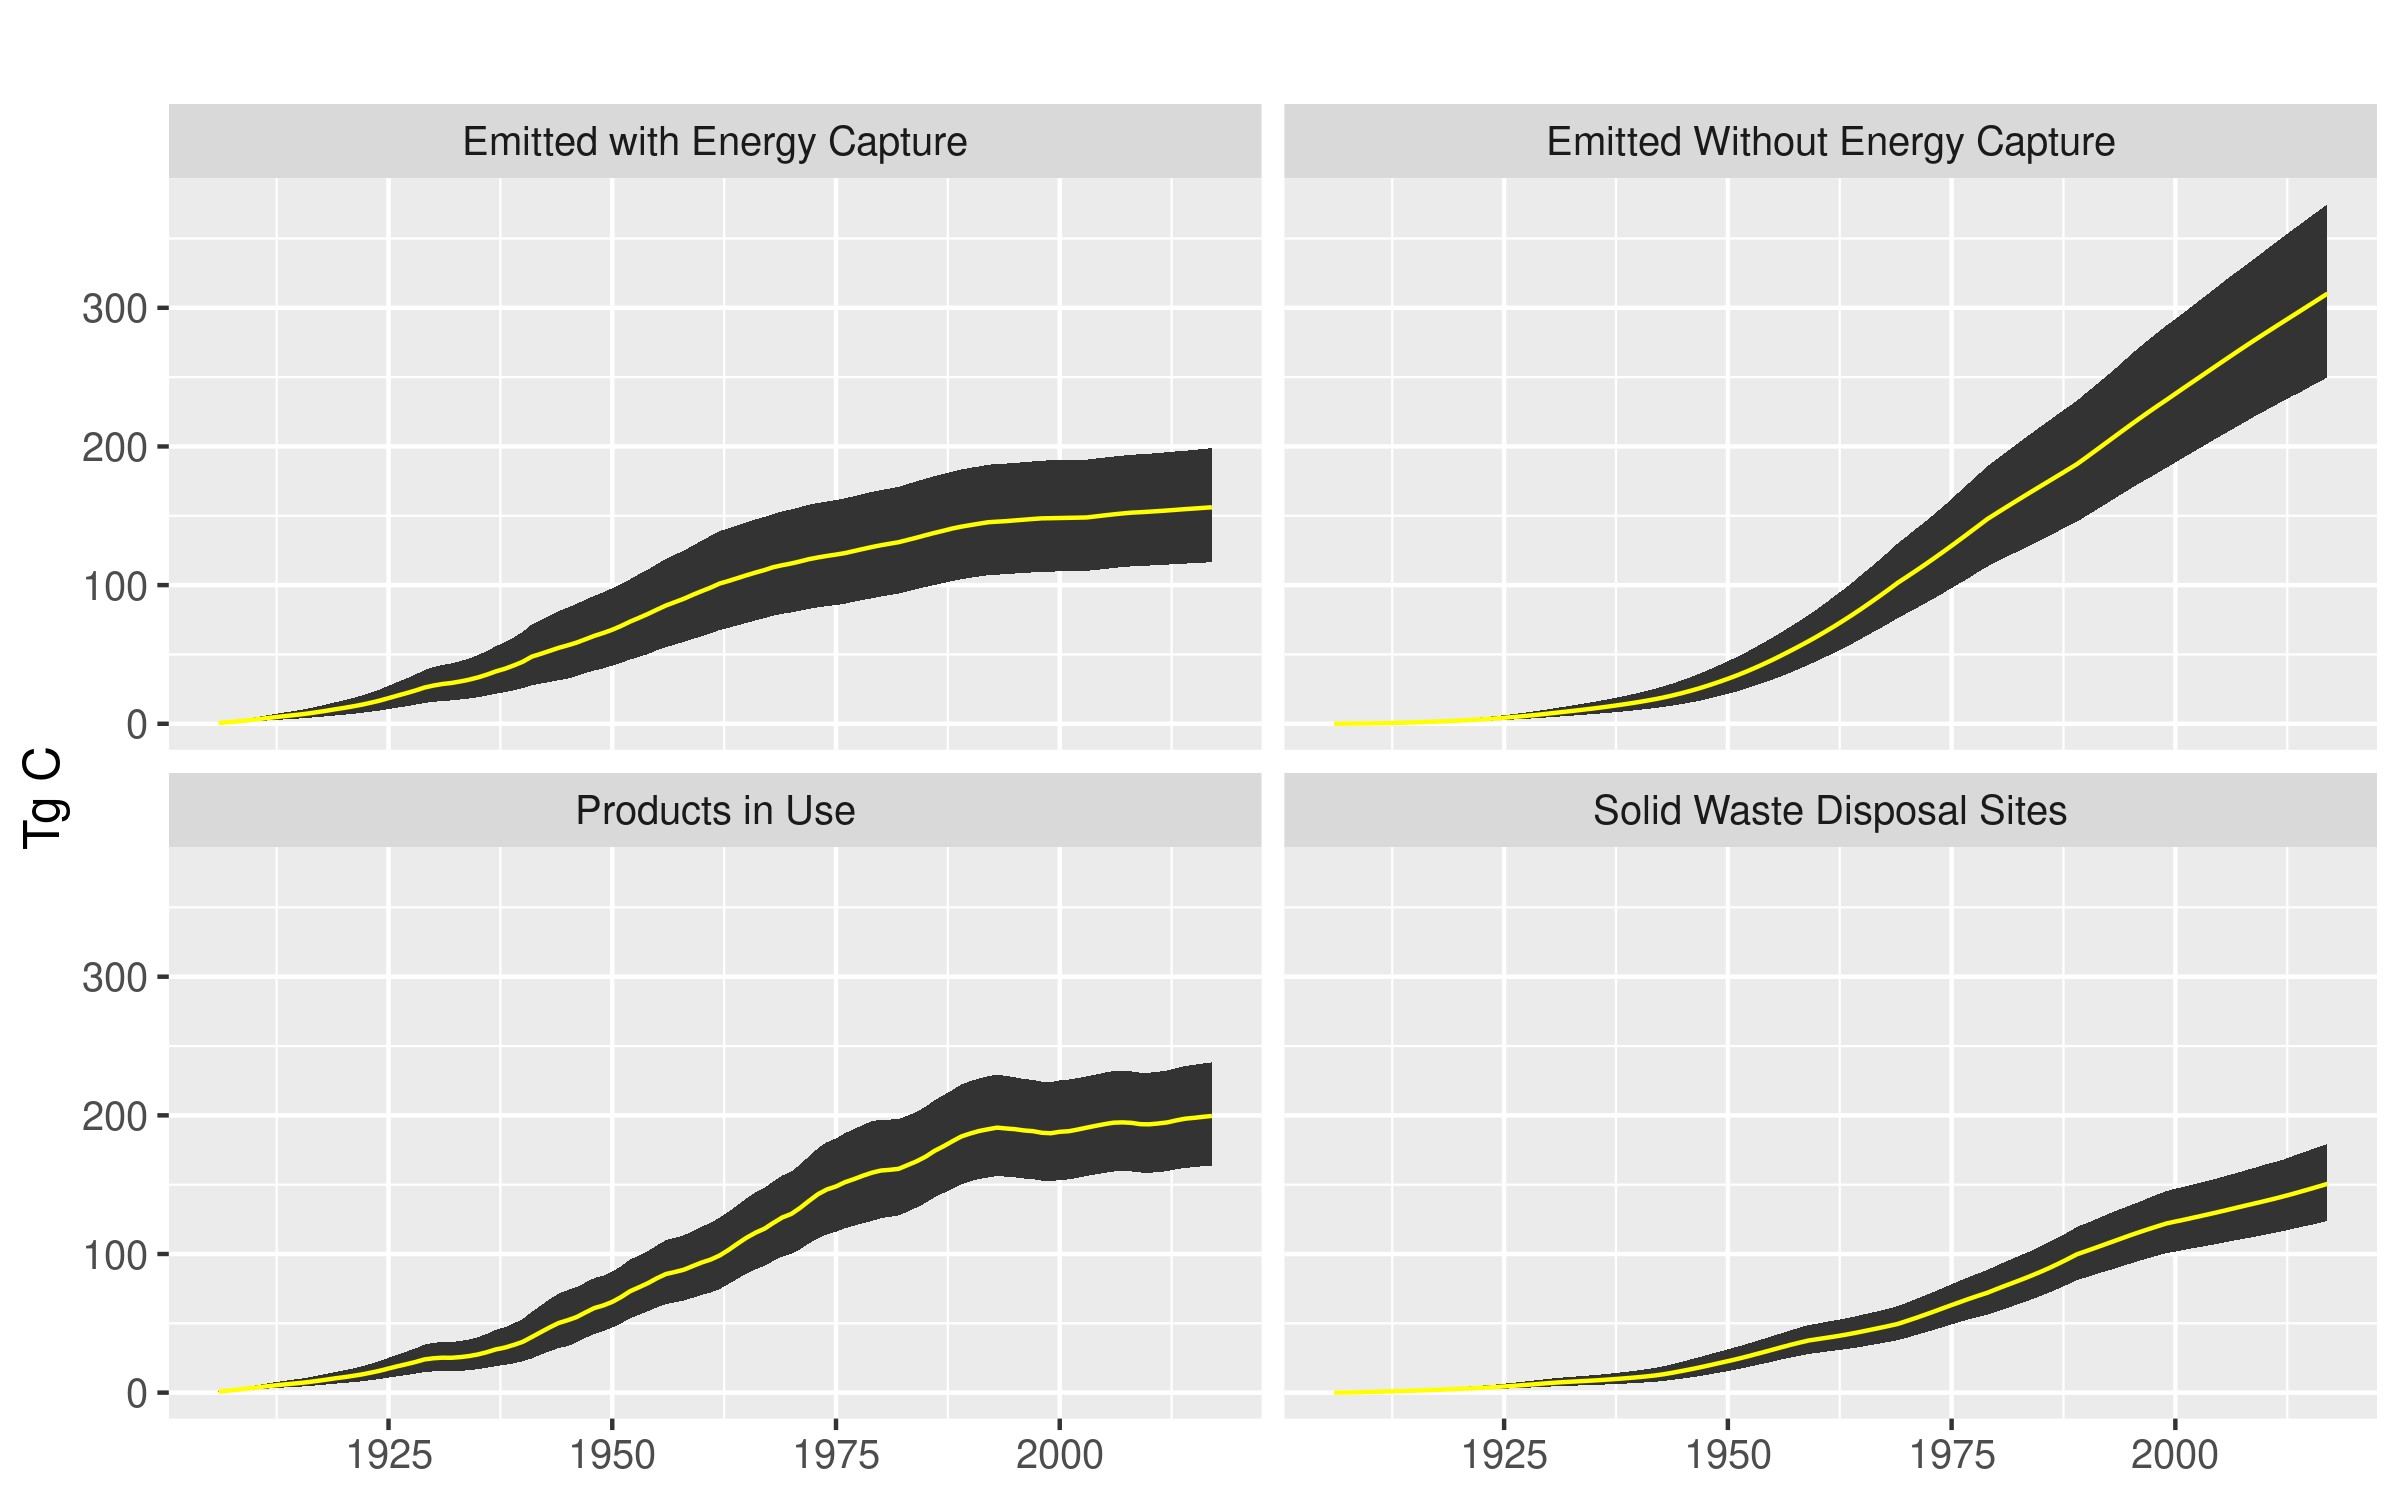 Emitted with Energy Capture
Emitted Without Energy Capture
300
200
100
0
Tg C
Products in Use
Solid Waste Disposal Sites
300
200
100
0
1925 1950 1975 2000
1925 1950 1975 2000